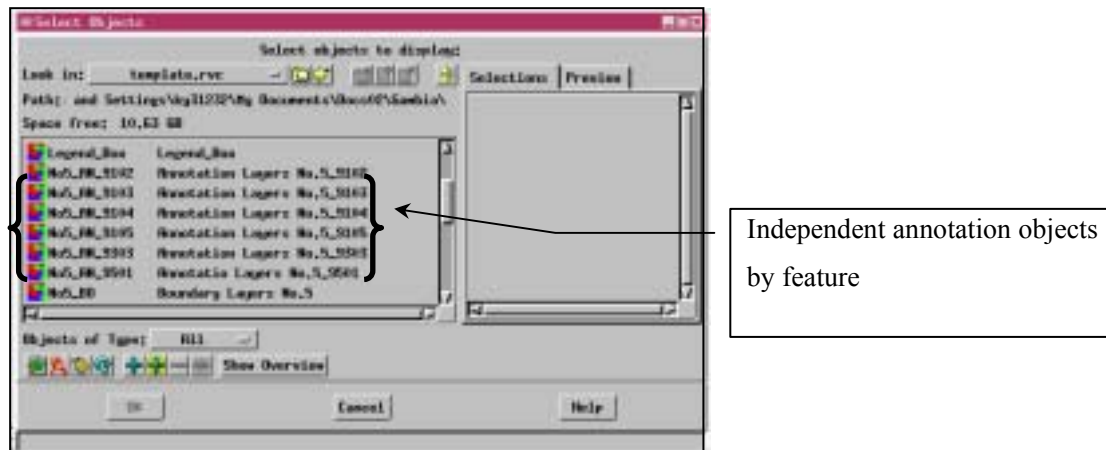 Select Objects
Select objects to display:
Look in: template.rvc
Selections Preview
Path: and Settings\kg31232\My Documents\Docs02\Gambia\
Space free: 10,63 GB
Legend_Box Legend_Box
No5_AN_9102 Annotation Layers No.5_9102
No5_AN_9103 Annotation Layers No.5_9103
No5_AN_9104 Annotation Layers No.5_9104
No5_AN_9105 Annotation Layers No.5_9105
No5_AN_9303 Annotation Layers No.5_9303
No5_AN_9501 Annotatio Layers No.5_9501
No5_BD Boundary Layers No.5
Independent annotation objects
by feature
Objects of Type: All
Show Overview
OK Cancel Help